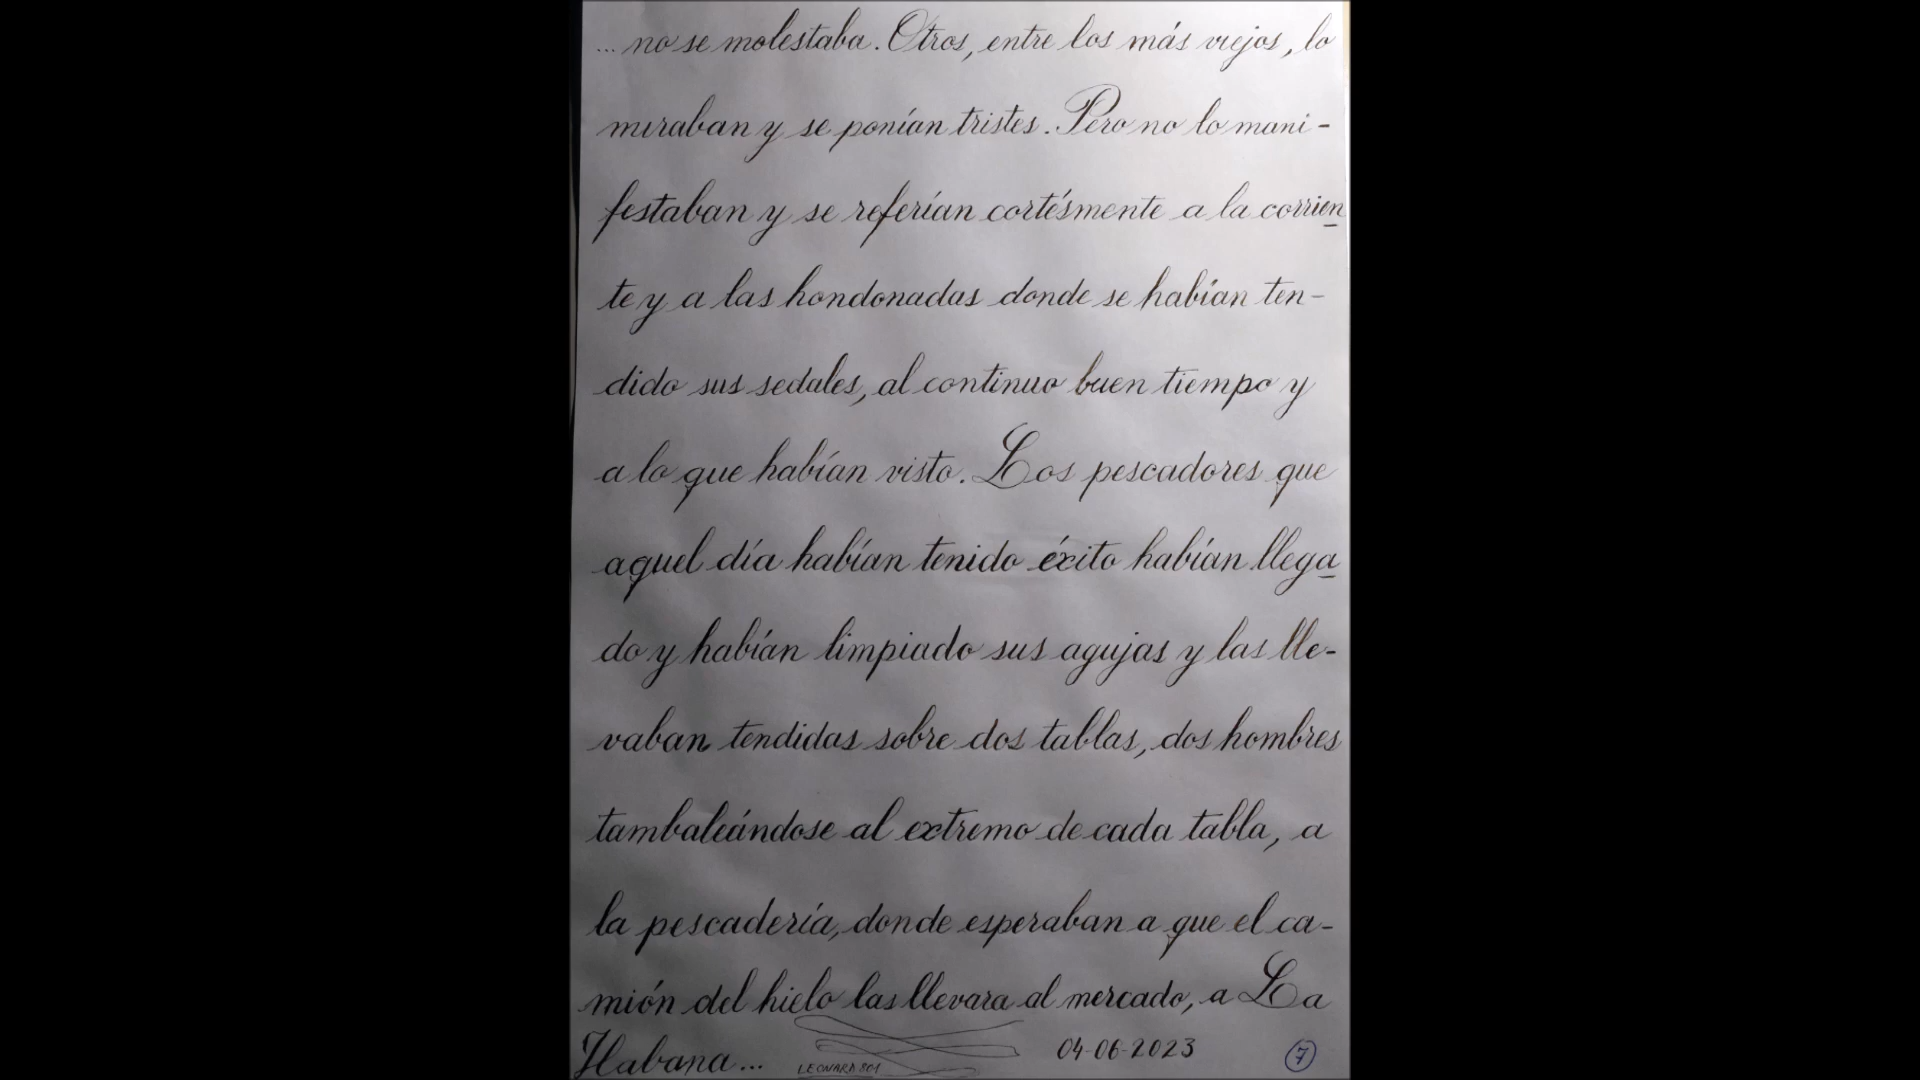 ... no se molestaba. Otros, entre los más viejos, lo
miraban y se ponían tristes. Pero no lo mani-
festaban y se referían cortésmente a la corrien
te y a las hondonadas donde se habían ten-
dido sus sedales, al continuo buen tiempo y
a lo que habían visto. Los pescadores que
aquel día habían tenido éxito habían llega
do y habían limpiado sus agujas y las lle-
vaban tendidas sobre dos tablas, dos hombres
tambaleándose al extremo de cada tabla, a
la pescadería, donde esperaban a que el ca-
mión del hielo las llevara al mercado, a La
Habana...
LEONARD801
04-06-2023
7